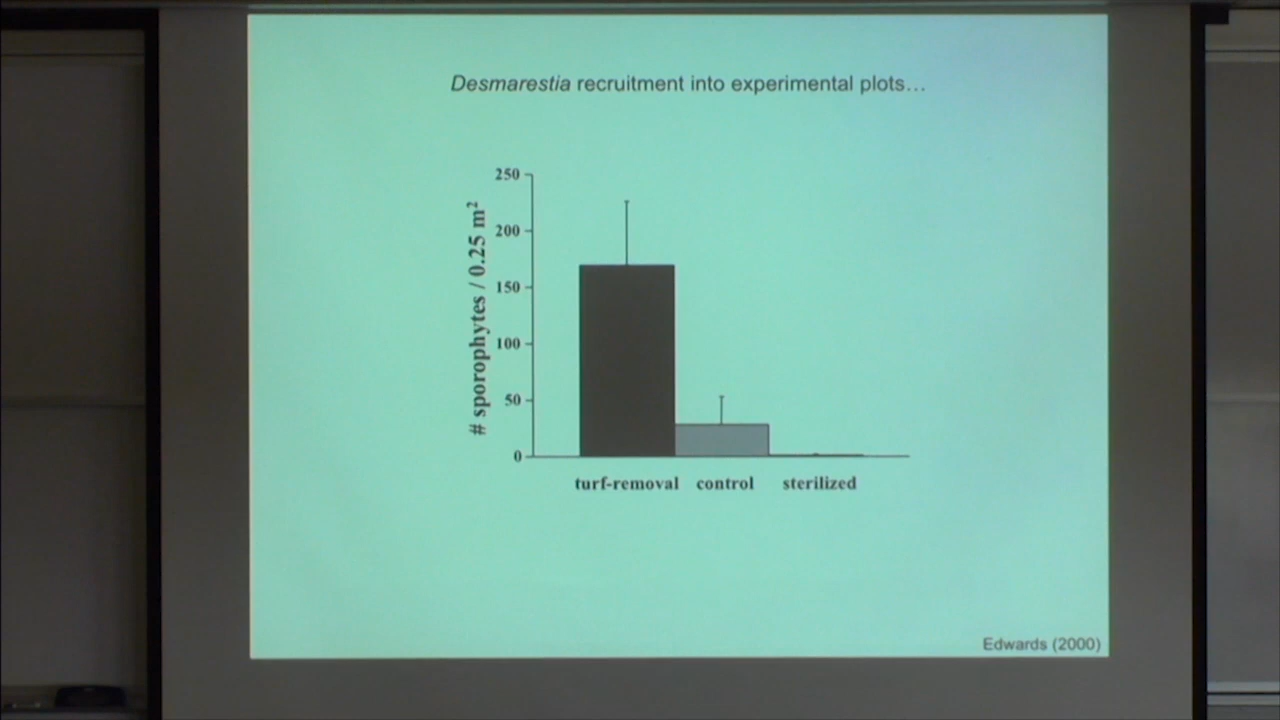 Desmarestia recruitment into experimental plots…
# sporophytes / 0.25 m²
250
200
150
100
50
0
turf-removal control sterilized
Edwards (2000)